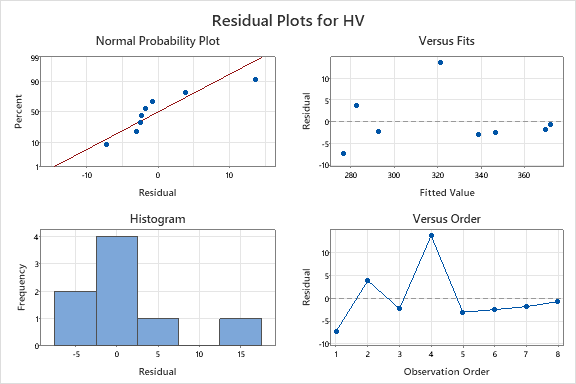 Residual Plots for HV
Normal Probability Plot
99
90
50
10
1
Percent
-10 0 10
Residual
Versus Fits
10
5
0
-5
-10
Residual
280 300 320 340 360
Fitted Value
Histogram
4
3
2
1
0
Frequency
-5 0 5 10 15
Residual
Versus Order
10
5
0
-5
-10
Residual
1 2 3 4 5 6 7 8
Observation Order